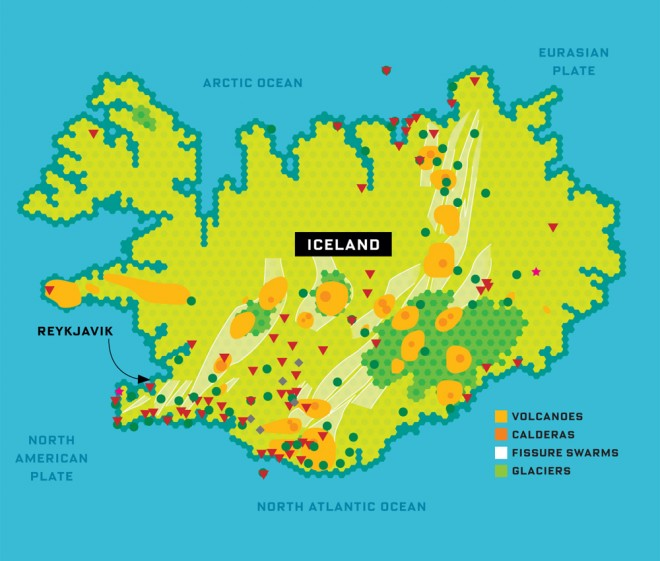 ARCTIC OCEAN
EURASIAN
PLATE
ICELAND
REYKJAVIK
NORTH
AMERICAN
PLATE
VOLCANOES
CALDERAS
FISSURE SWARMS
GLACIERS
NORTH ATLANTIC OCEAN